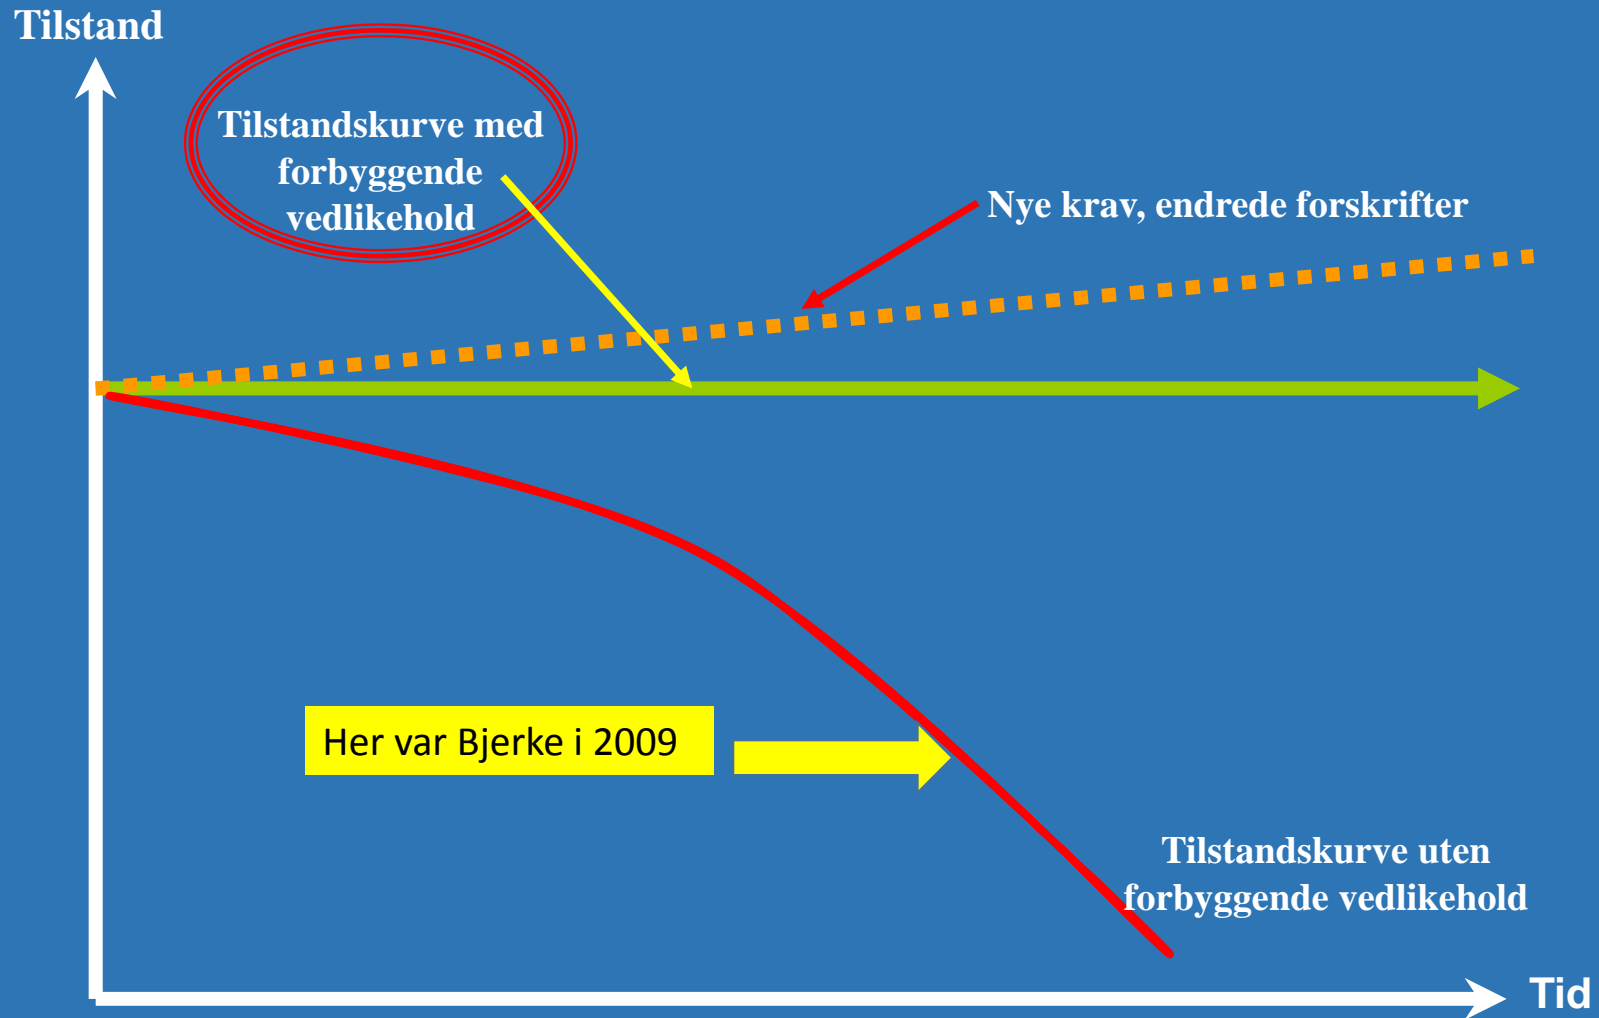 Tilstand
Tilstandskurve med
forbyggende
vedlikehold
Nye krav, endrede forskrifter
Her var Bjerke i 2009
Tilstandskurve uten
forbyggende vedlikehold
Tid